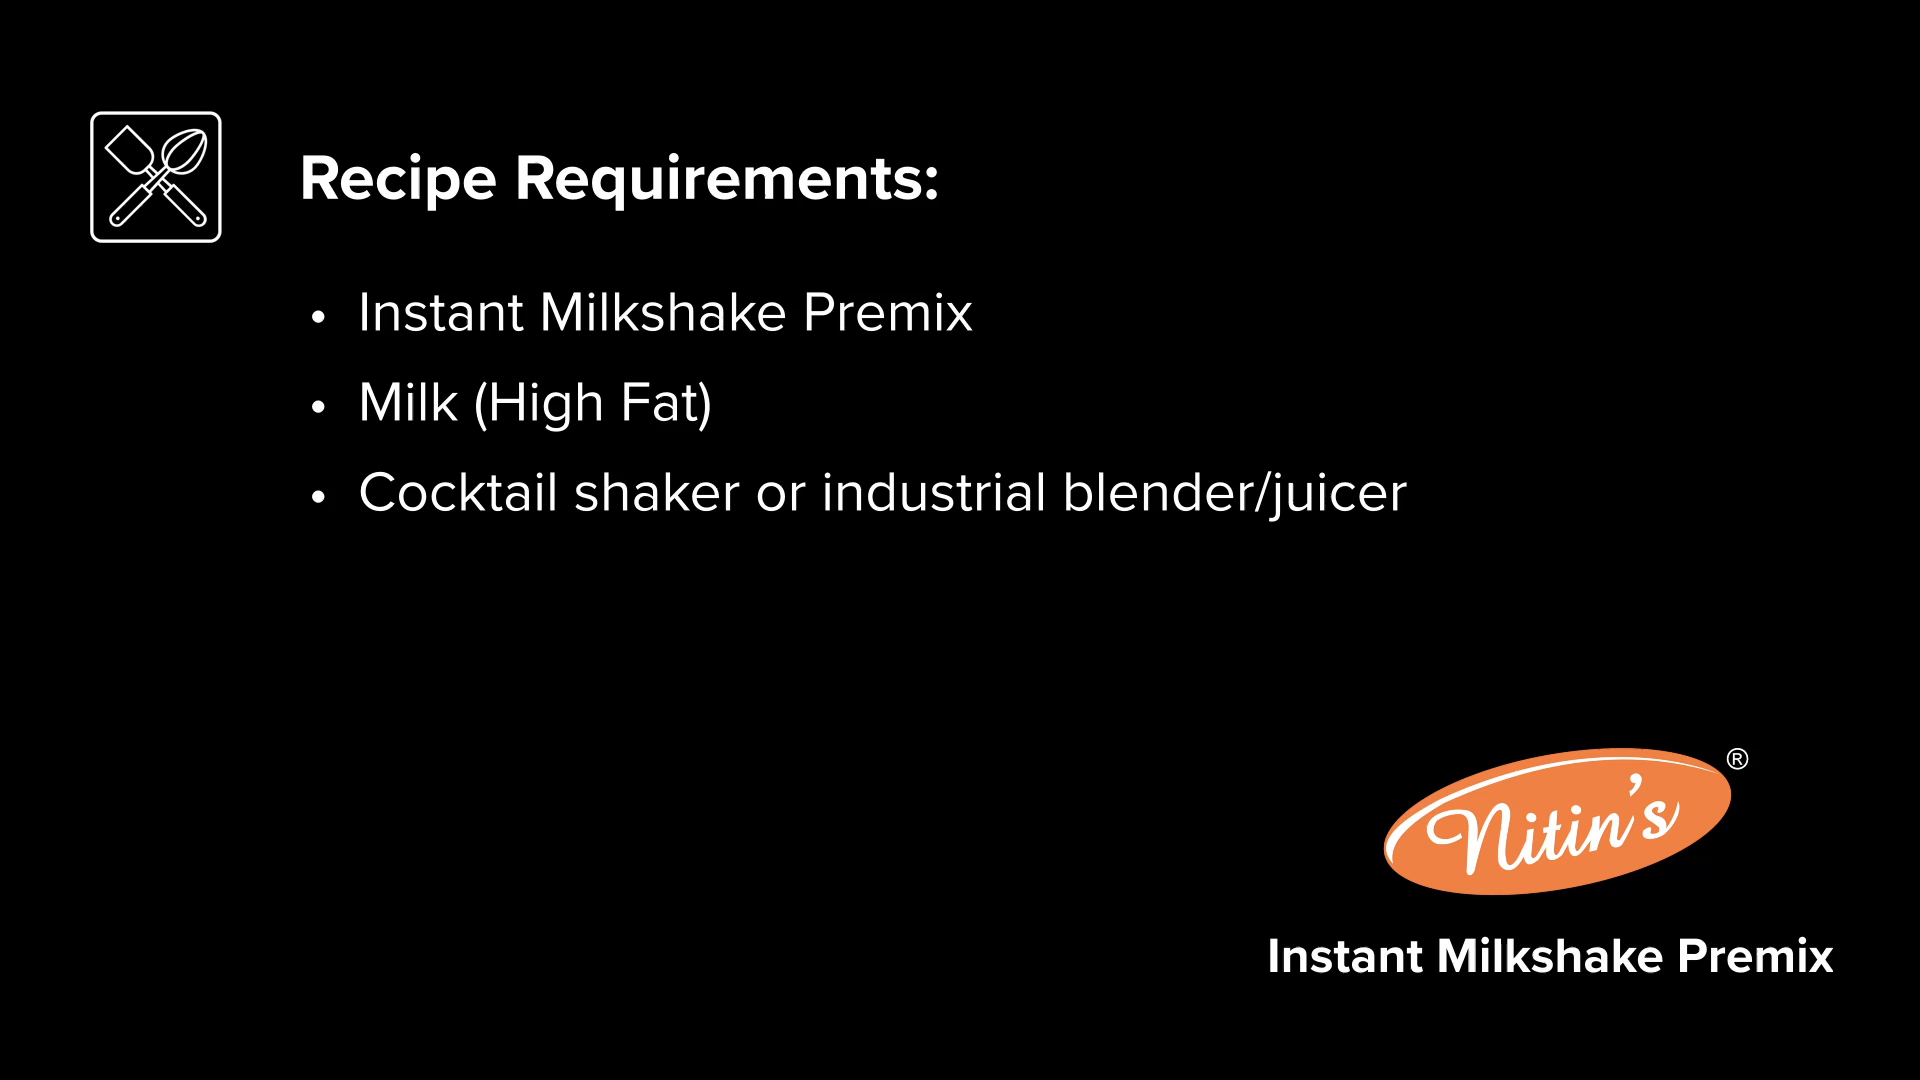 Recipe Requirements:
• Instant Milkshake Premix
• Milk (High Fat)
• Cocktail shaker or industrial blender/juicer
Nitin's ®
Instant Milkshake Premix